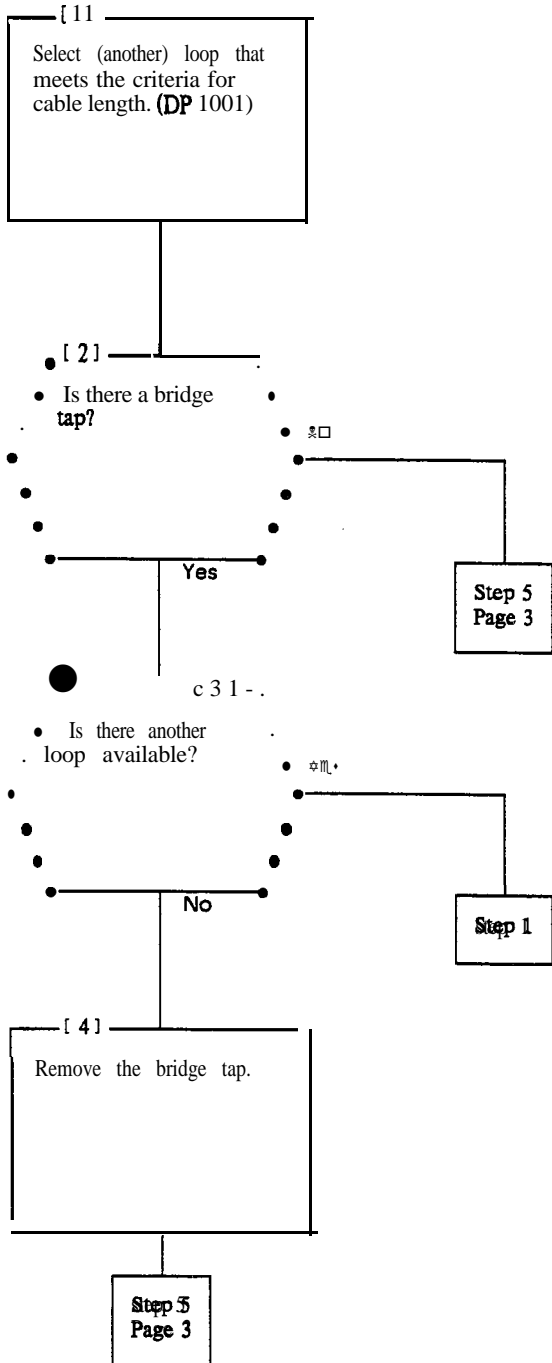 [11
Select (another) loop that
meets the criteria for
cable length. (DP 1001)
[ 2 ]
Is there a bridge
tap?
Yes
Step 5
Page 3
c 3 1 - .
Is there another
loop available?
No
Step 1
[ 4 ]
Remove the bridge tap.
Step 5
Page 3